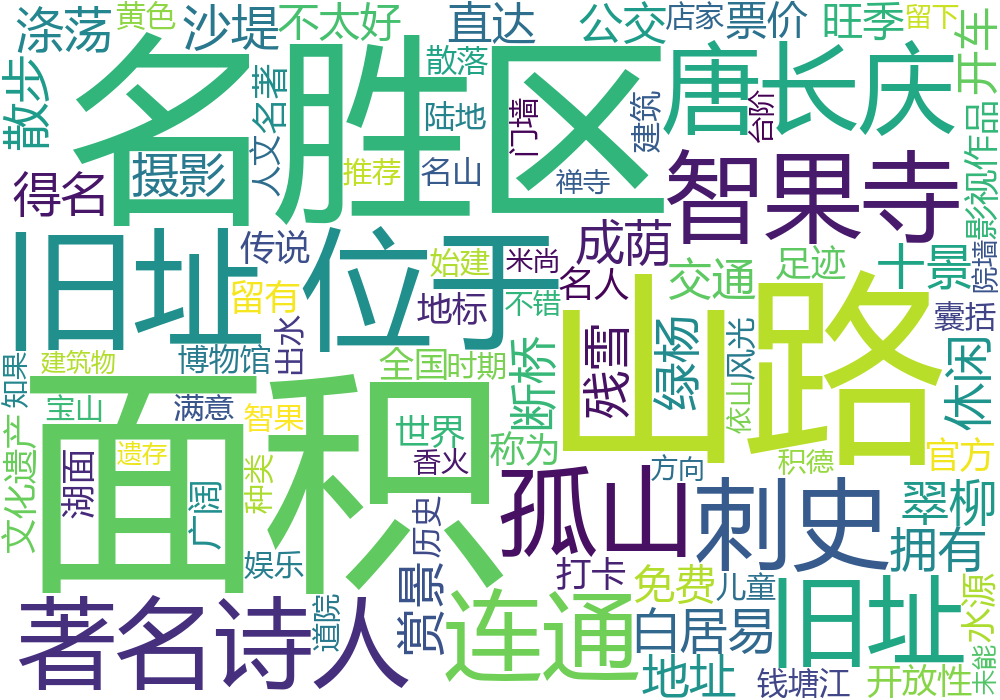 涤荡
黄色
沙堤
不太好
直达
公交
店家
票价
旺季
留下
开车
散步
名胜区
散落
陆地
人文名著
摄影
推荐
名山
门墙
建筑
禅寺
唐长庆
台阶
影视作品
得名
智果寺
旧址
位于
传说
留有
始建
地标
米尚
不错
名人
成荫
交通
足迹
十景
院墙
囊括
山路
知果
建筑物
博物馆
出水
全国
时期
断桥
残雪
绿杨
风光
依山
休闲
宝山
满意
智果
面积
世界
香火
称为
方向
积德
官方
文化遗产
湖面
遗存
广阔
种类
娱乐
历史
孤山
刺史
翠柳
拥有
打卡
免费
儿童
水源
著名诗人
道院
赏景
连通
白居易
旧址
地址
钱塘江
开放性
未能